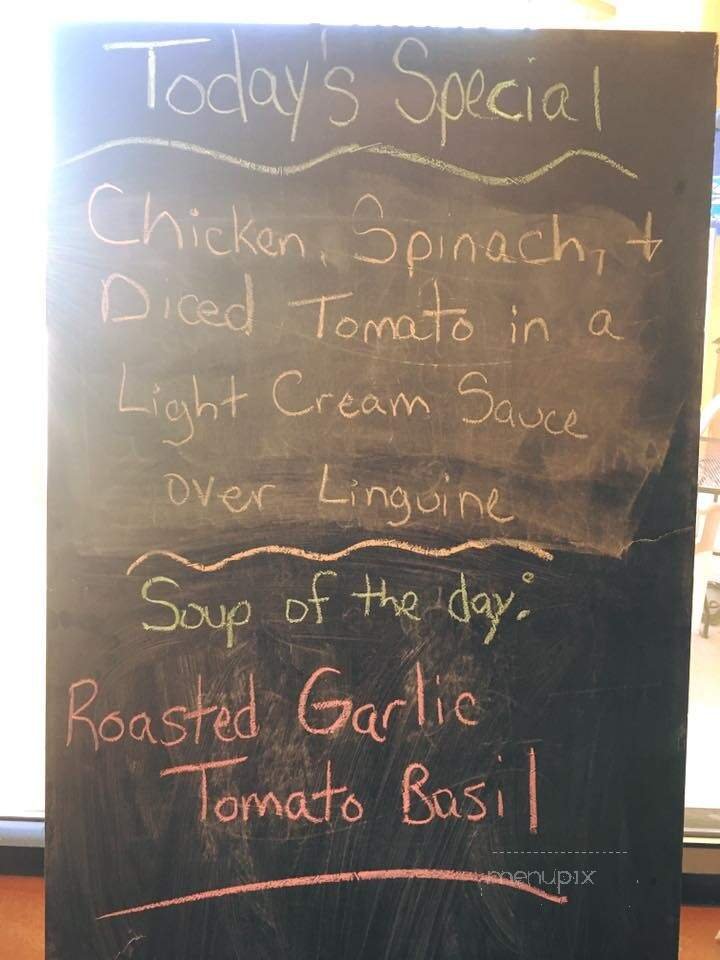 Today's Special
Chicken, Spinach, +
Diced Tomato in a
Light Cream Sauce
over Linguine
Soup of the day:
Roasted Garlic
Tomato Basil
menupix